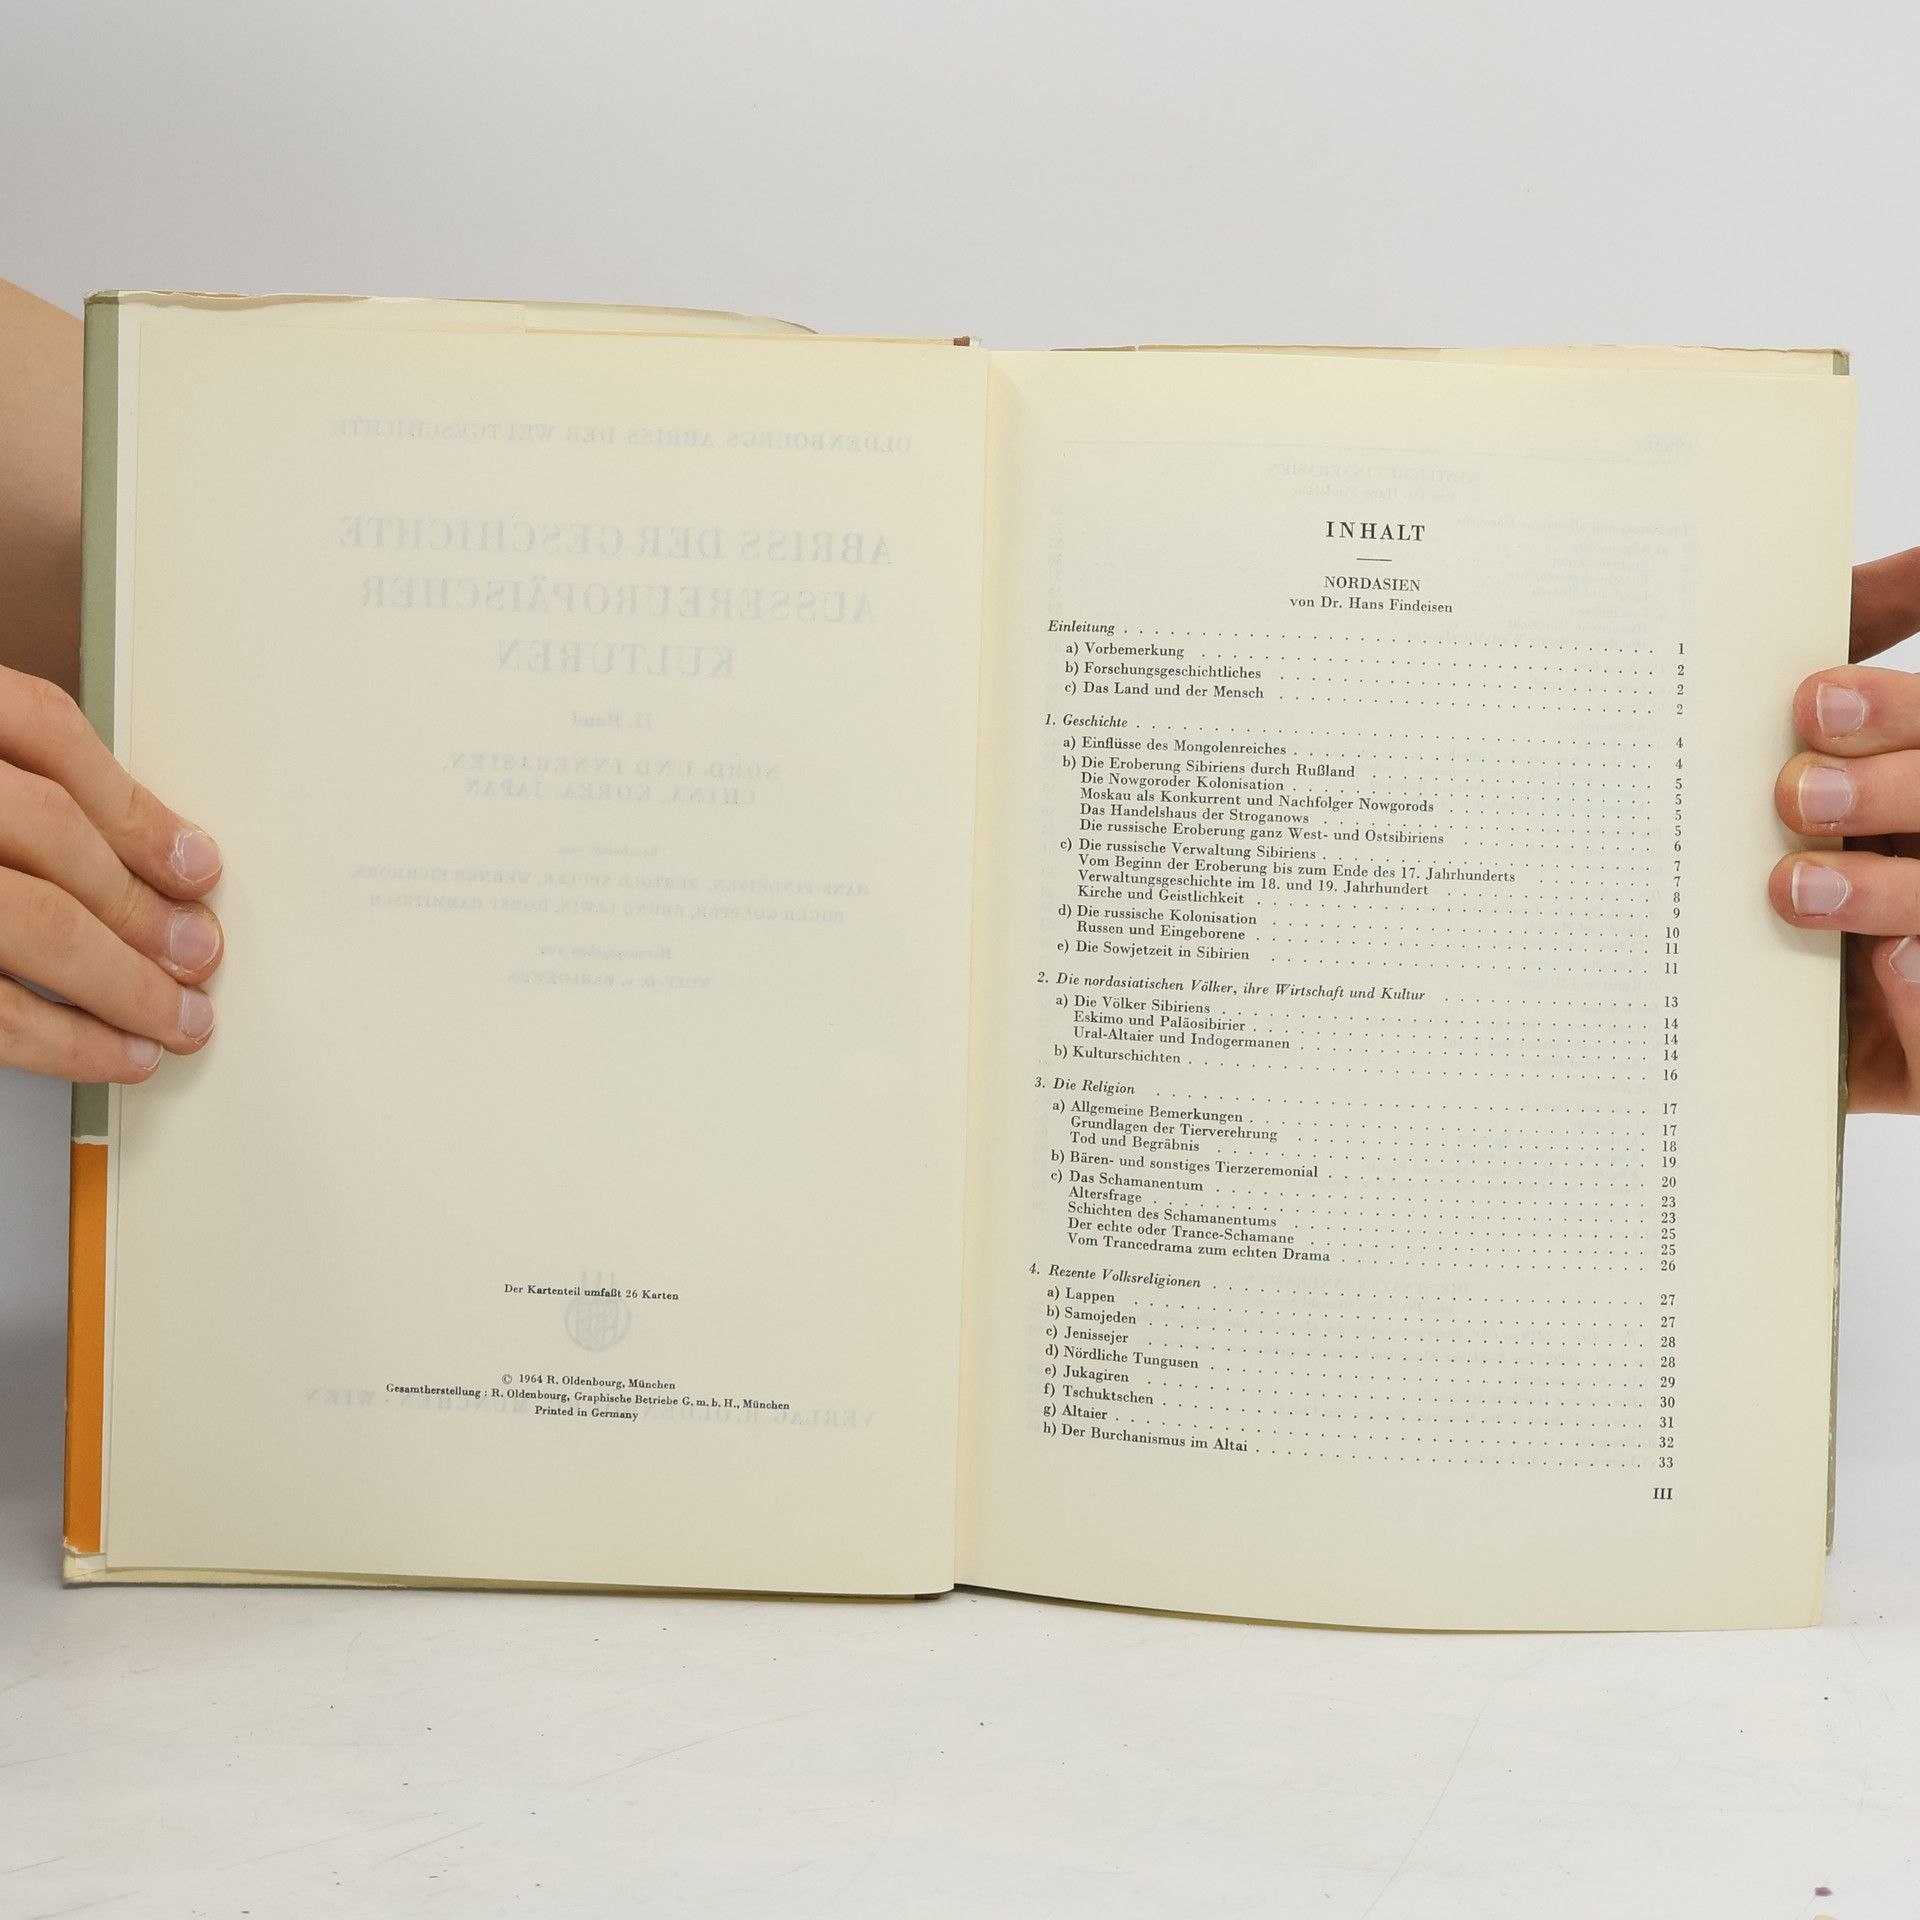 Der Kartenteil umfaßt 26 Karten
© 1964 R. Oldenbourg, München
Gesamtherstellung : R. Oldenbourg, Graphische Betriebe G. m. b. H., München
Printed in Germany
INHALT
NORDASIEN
von Dr. Hans Findeisen
Einleitung . . . . . 1
a) Vorbemerkung . . . . . 2
b) Forschungsgeschichtliches . . . . . 2
c) Das Land und der Mensch . . . . . 2
1. Geschichte . . . . . 4
a) Einflüsse des Mongolenreiches . . . . . 4
b) Die Eroberung Sibiriens durch Rußland . . . . . 5
Die Nowgoroder Kolonisation . . . . . 5
Moskau als Konkurrent und Nachfolger Nowgorods . . . . . 5
Das Handelshaus der Stroganows . . . . . 5
Die russische Eroberung ganz West- und Ostsibiriens . . . . . 6
c) Die russische Verwaltung Sibiriens . . . . . 7
Vom Beginn der Eroberung bis zum Ende des 17. Jahrhunderts . . . . . 7
Verwaltungsgeschichte im 18. und 19. Jahrhundert . . . . . 8
Kirche und Geistlichkeit . . . . . 9
d) Die russische Kolonisation . . . . . 10
Russen und Eingeborene . . . . . 11
e) Die Sowjetzeit in Sibirien . . . . . 11
2. Die nordasiatischen Völker, ihre Wirtschaft und Kultur . . . . . 13
a) Die Völker Sibiriens . . . . . 14
Eskimo und Paläosibirier . . . . . 14
Ural-Altaier und Indogermanen . . . . . 14
b) Kulturschichten . . . . . 16
3. Die Religion . . . . . 17
a) Allgemeine Bemerkungen . . . . . 17
Grundlagen der Tierverehrung . . . . . 18
Tod und Begräbnis . . . . . 19
b) Bären- und sonstiges Tierzeremonial . . . . . 20
c) Das Schamanentum . . . . . 23
Altersfrage . . . . . 23
Schichten des Schamanentums . . . . . 25
Der echte oder Trance-Schamane . . . . . 25
Vom Trancedrama zum echten Drama . . . . . 26
4. Rezente Volksreligionen . . . . . 27
a) Lappen . . . . . 27
b) Samojeden . . . . . 28
c) Jenissejer . . . . . 28
d) Nördliche Tungusen . . . . . 29
e) Jukagiren . . . . . 30
f) Tschuktschen . . . . . 31
g) Altaier . . . . . 32
h) Der Burchanismus im Altai . . . . . 33
III